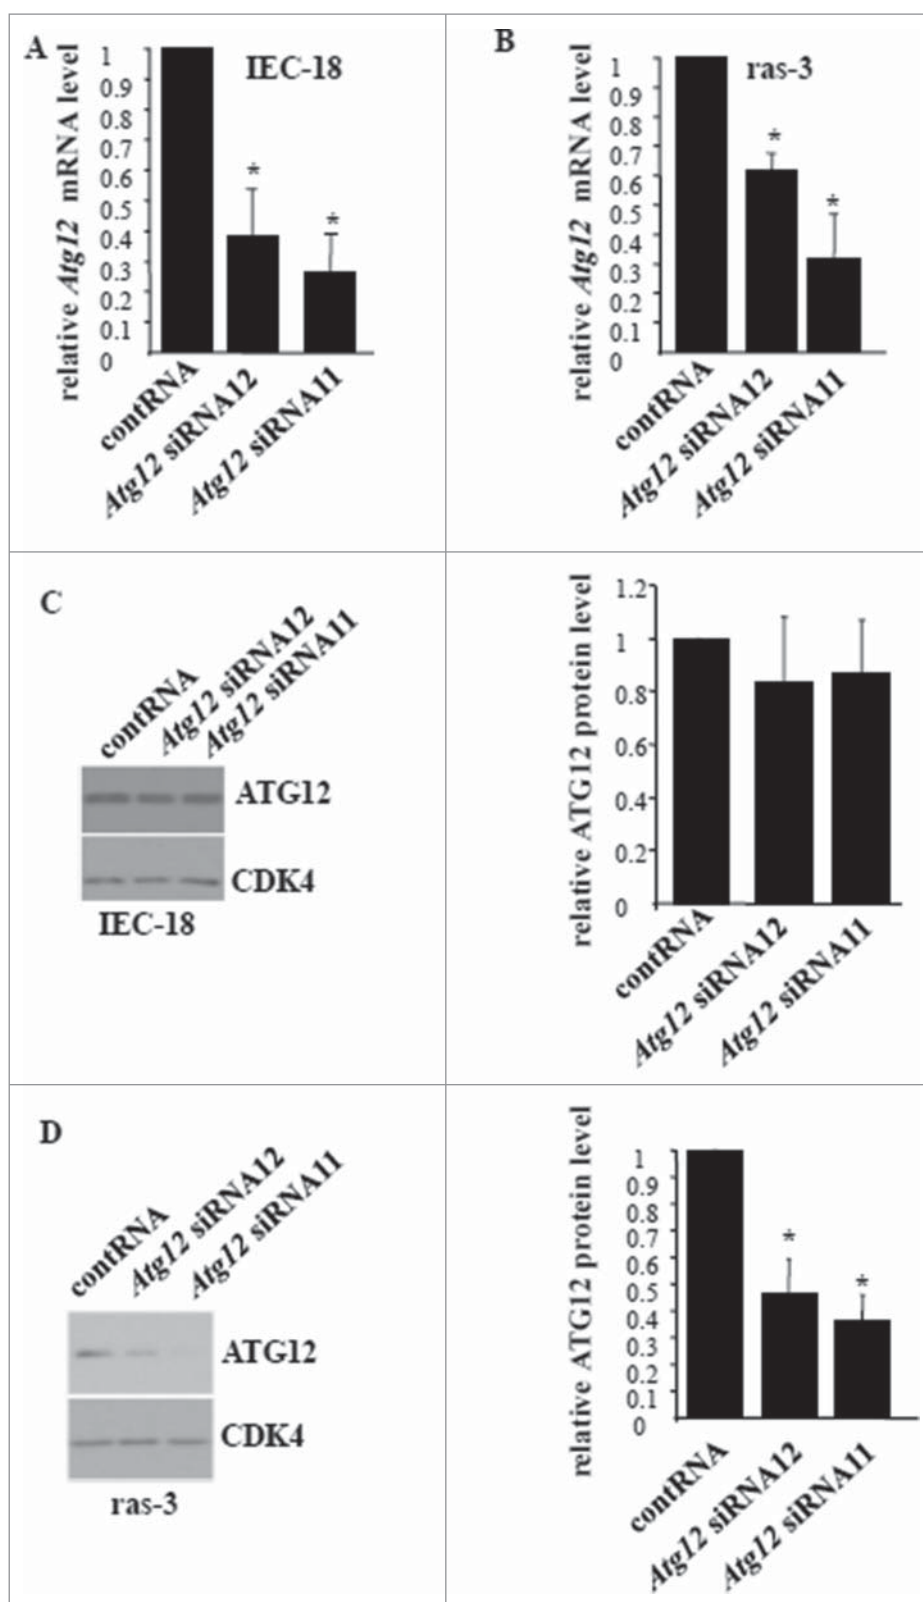 A
relative Atg12 mRNA level
1
0.9
0.8
0.7
0.6
0.5
0.4
0.3
0.2
0.1
0
IEC-18
*
*
contRNA
Atg12 siRNA12
Atg12 siRNA11
B
relative Atg12 mRNA level
1
0.9
0.8
0.7
0.6
0.5
0.4
0.3
0.2
0.1
0
ras-3
*
*
contRNA
Atg12 siRNA12
Atg12 siRNA11
C
contRNA
Atg12 siRNA12
Atg12 siRNA11
ATG12
CDK4
IEC-18
relative ATG12 protein level
1.2
1
0.8
0.6
0.4
0.2
0
contRNA
Atg12 siRNA12
Atg12 siRNA11
D
contRNA
Atg12 siRNA12
Atg12 siRNA11
ATG12
CDK4
ras-3
relative ATG12 protein level
1
0.9
0.8
0.7
0.6
0.5
0.4
0.3
0.2
0.1
0
*
*
contRNA
Atg12 siRNA12
Atg12 siRNA11